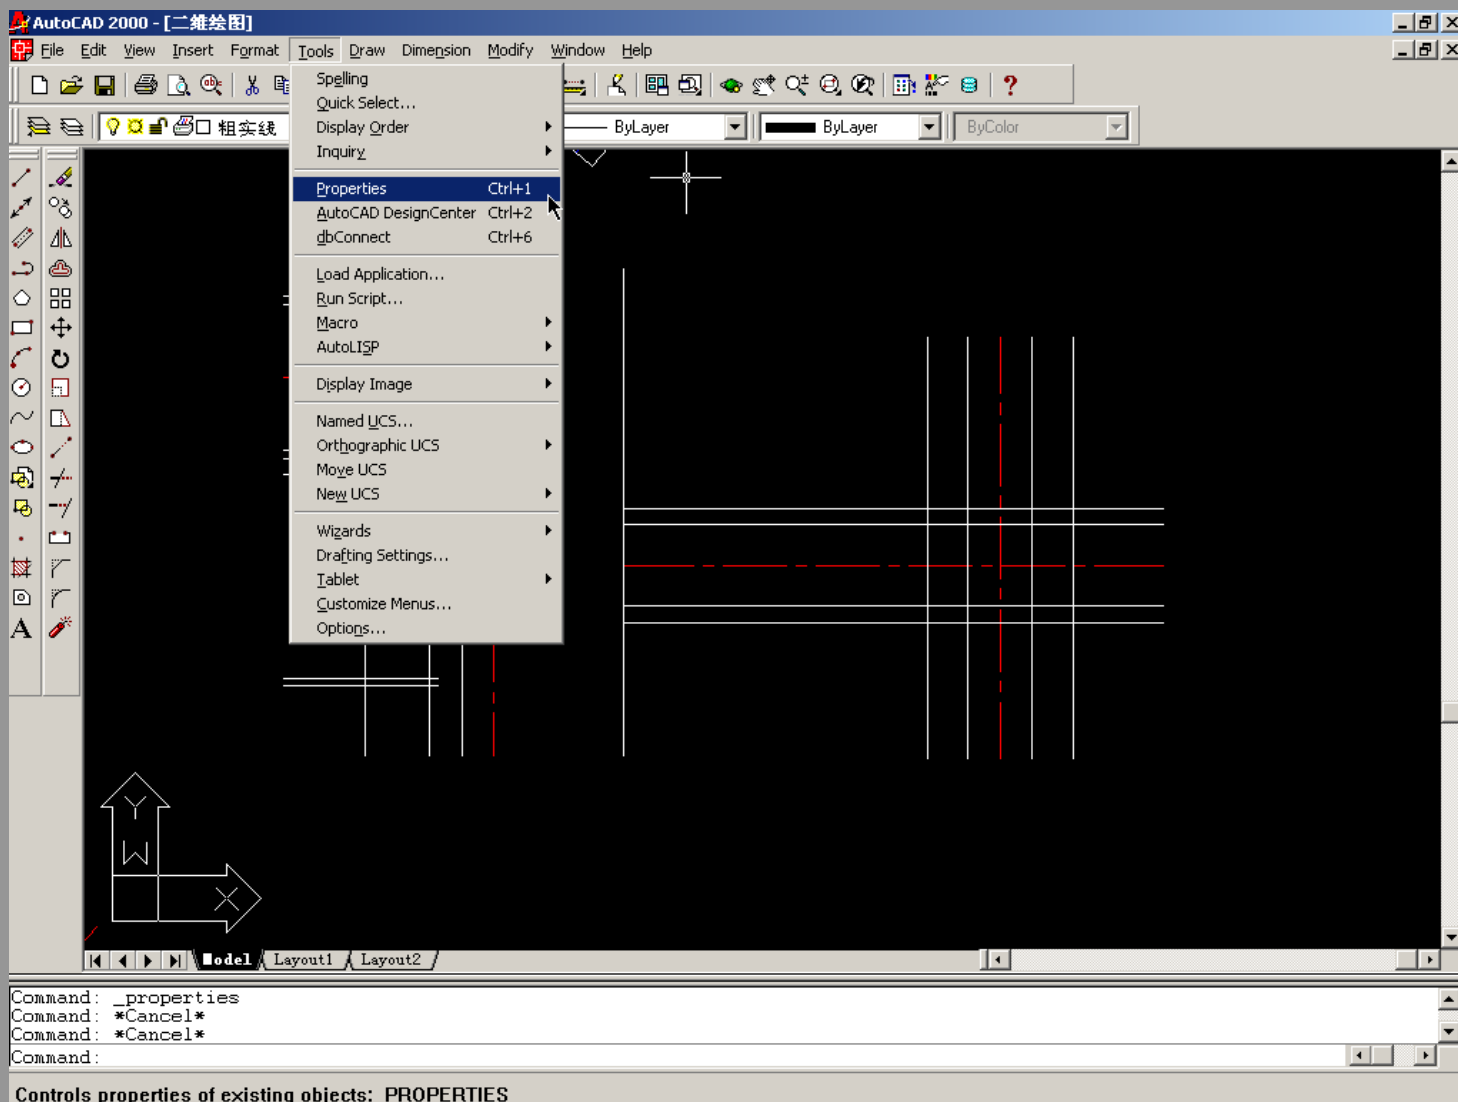 AutoCAD 2000 - [二维绘图]
File Edit View Insert Format Tools Draw Dimension Modify Window Help
粗实线 ByLayer ByLayer ByColor
Spelling
Quick Select...
Display Order
Inquiry
Properties Ctrl+1
AutoCAD DesignCenter Ctrl+2
dbConnect Ctrl+6
Load Application...
Run Script...
Macro
AutoLISP
Display Image
Named UCS...
Orthographic UCS
Move UCS
New UCS
Wizards
Drafting Settings...
Tablet
Customize Menus...
Options...
A
Y
W
X
Model Layout1 Layout2
Command: _properties
Command: *Cancel*
Command: *Cancel*
Command:
Controls properties of existing objects: PROPERTIES